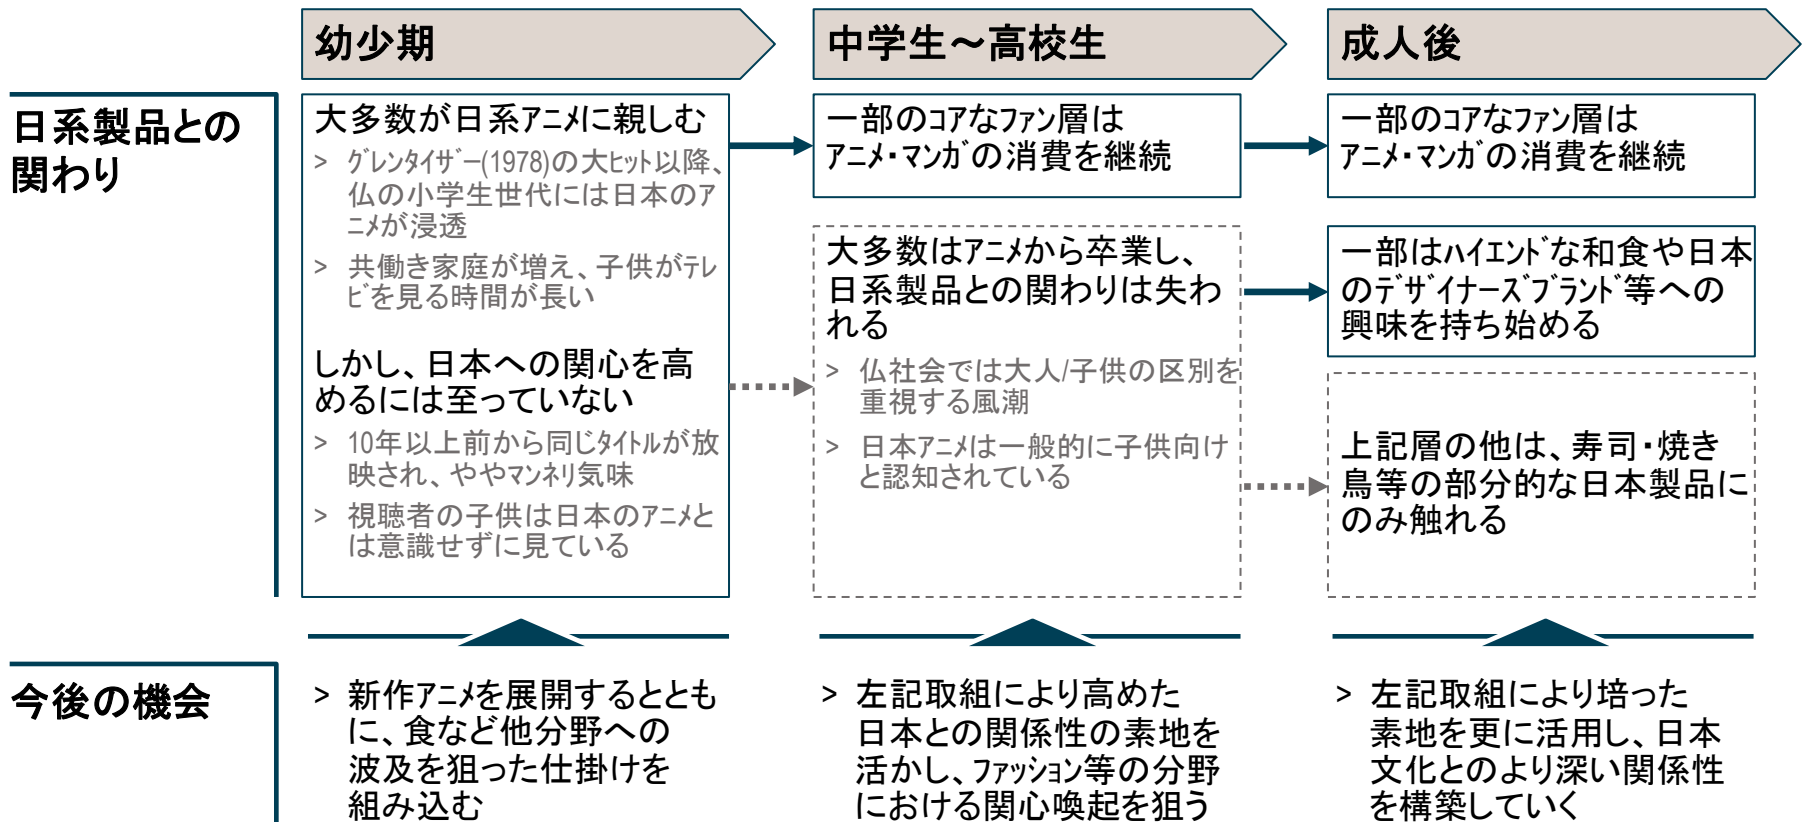 幼少期
中学生～高校生
成人後
日系製品との
関わり
大多数が日系ｱﾆﾒに親しむ
> ｸﾞﾚﾝﾀｲｻﾞｰ(1978)の大ﾋｯﾄ以降、
仏の小学生世代には日本のｱ
ﾆﾒが浸透
> 共働き家庭が増え、子供がﾃﾚ
ﾋﾞを見る時間が長い
しかし、日本への関心を高
めるには至っていない
> 10年以上前から同じﾀｲﾄﾙが放
映され、ややﾏﾝﾈﾘ気味
> 視聴者の子供は日本のｱﾆﾒと
は意識せずに見ている
一部のｺｱなﾌｧﾝ層は
ｱﾆﾒ・ﾏﾝｶﾞの消費を継続
大多数はｱﾆﾒから卒業し、
日系製品との関わりは失わ
れる
> 仏社会では大人/子供の区別を
重視する風潮
> 日本ｱﾆﾒは一般的に子供向け
と認知されている
一部のｺｱなﾌｧﾝ層は
ｱﾆﾒ・ﾏﾝｶﾞの消費を継続
一部はﾊｲｴﾝﾄﾞな和食や日本
のﾃﾞｻﾞｲﾅｰｽﾞﾌﾞﾗﾝﾄﾞ等への
興味を持ち始める
上記層の他は、寿司・焼き
鳥等の部分的な日本製品に
のみ触れる
今後の機会
> 新作ｱﾆﾒを展開するととも
に、食など他分野への
波及を狙った仕掛けを
組み込む
> 左記取組により高めた
日本との関係性の素地を
活かし、ﾌｧｯｼｮﾝ等の分野
における関心喚起を狙う
> 左記取組により培った
素地を更に活用し、日本
文化とのより深い関係性
を構築していく